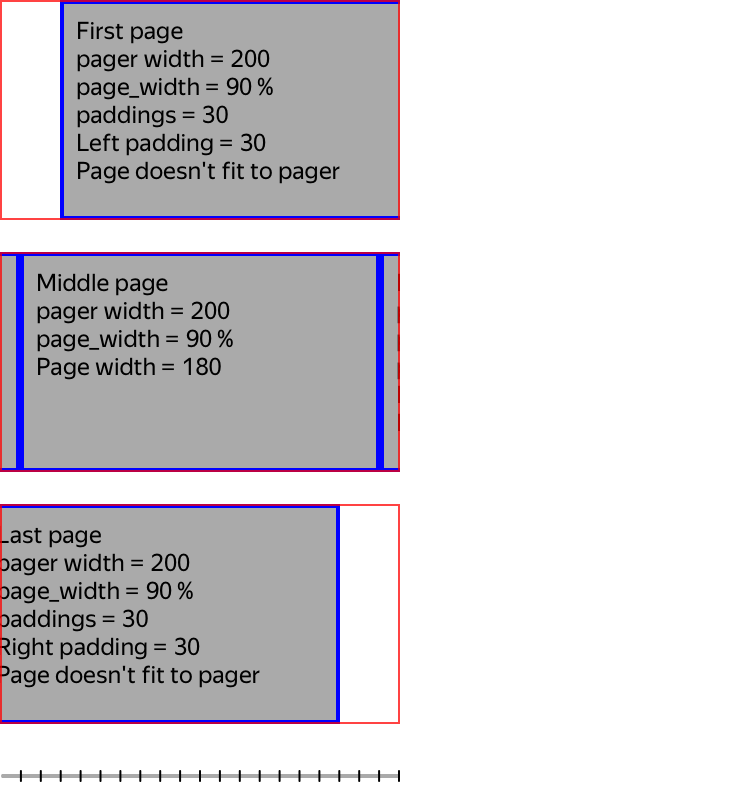 First page
pager width = 200
page_width = 90 %
paddings = 30
Left padding = 30
Page doesn't fit to pager
Middle page
pager width = 200
page_width = 90 %
Page width = 180
Last page
pager width = 200
page_width = 90 %
paddings = 30
Right padding = 30
Page doesn't fit to pager